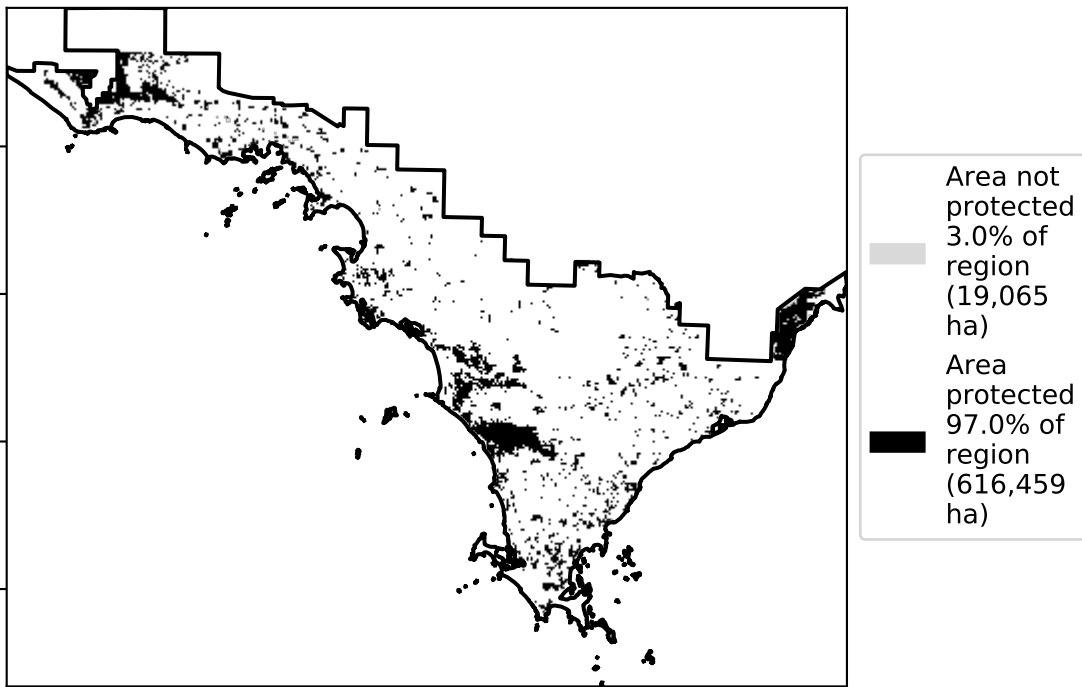 Area not
protected
3.0% of
region
(19,065
ha)
Area
protected
97.0% of
region
(616,459
ha)